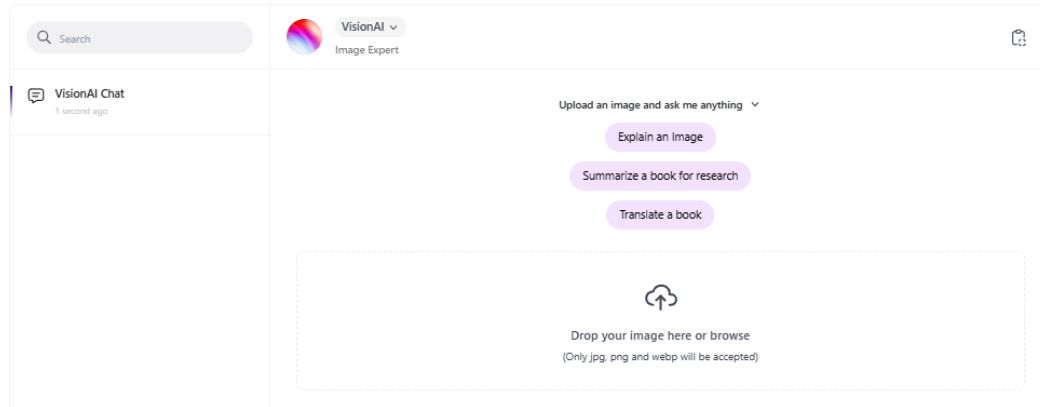 Search
VisionAI Chat
1 second ago
VisionAI
Image Expert
Upload an image and ask me anything
Explain an Image
Summarize a book for research
Translate a book
Drop your image here or browse
(Only jpg, png and webp will be accepted)